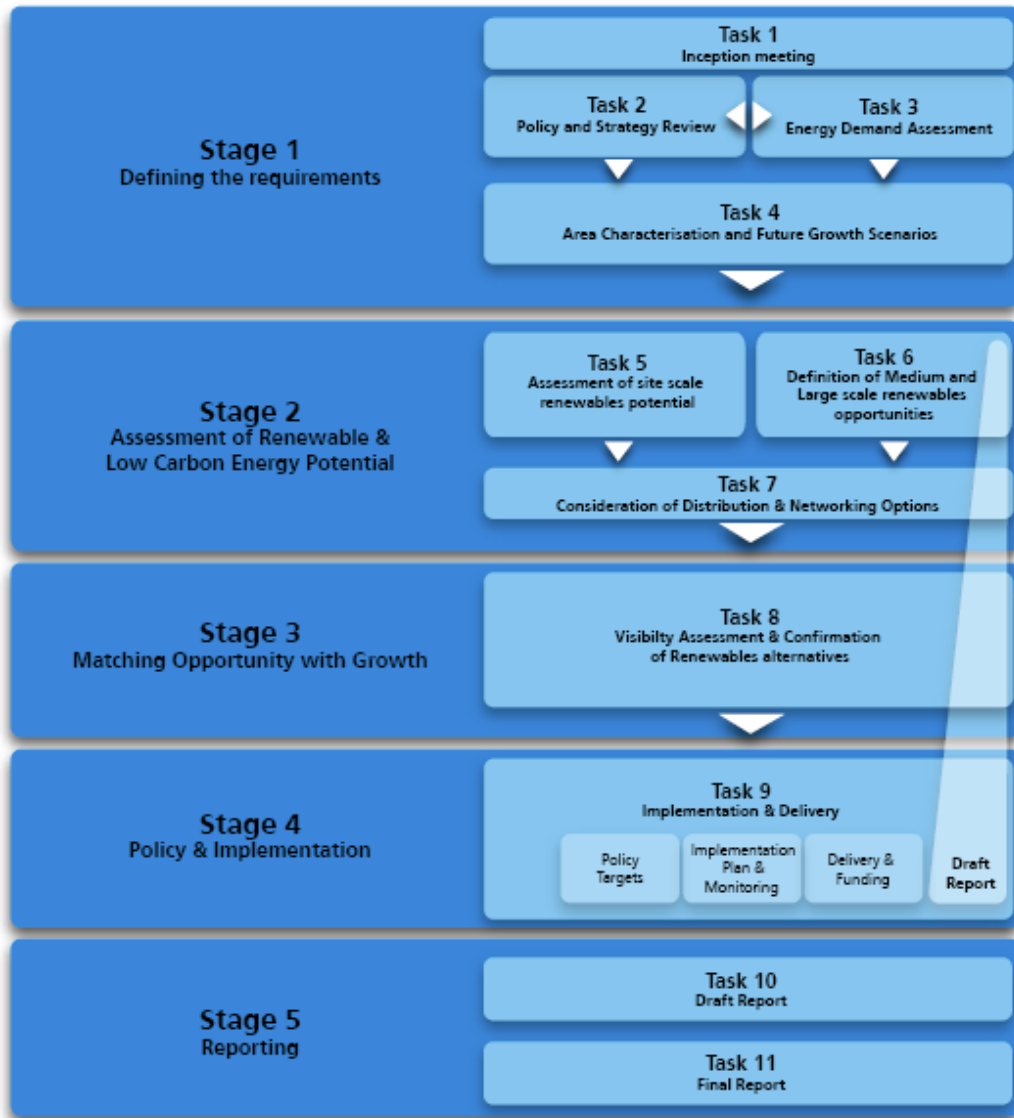 Stage 1
Defining the requirements
Task 1
Inception meeting
Task 2
Policy and Strategy Review
Task 3
Energy Demand Assessment
Task 4
Area Characterisation and Future Growth Scenarios
Stage 2
Assessment of Renewable &
Low Carbon Energy Potential
Task 5
Assessment of site scale
renewables potential
Task 6
Definition of Medium and
Large scale renewables
opportunities
Task 7
Consideration of Distribution & Networking Options
Stage 3
Matching Opportunity with Growth
Task 8
Visibilty Assessment & Confirmation
of Renewables alternatives
Stage 4
Policy & Implementation
Task 9
Implementation & Delivery
Policy
Targets
Implementation
Plan &
Monitoring
Delivery &
Funding
Draft
Report
Stage 5
Reporting
Task 10
Draft Report
Task 11
Final Report